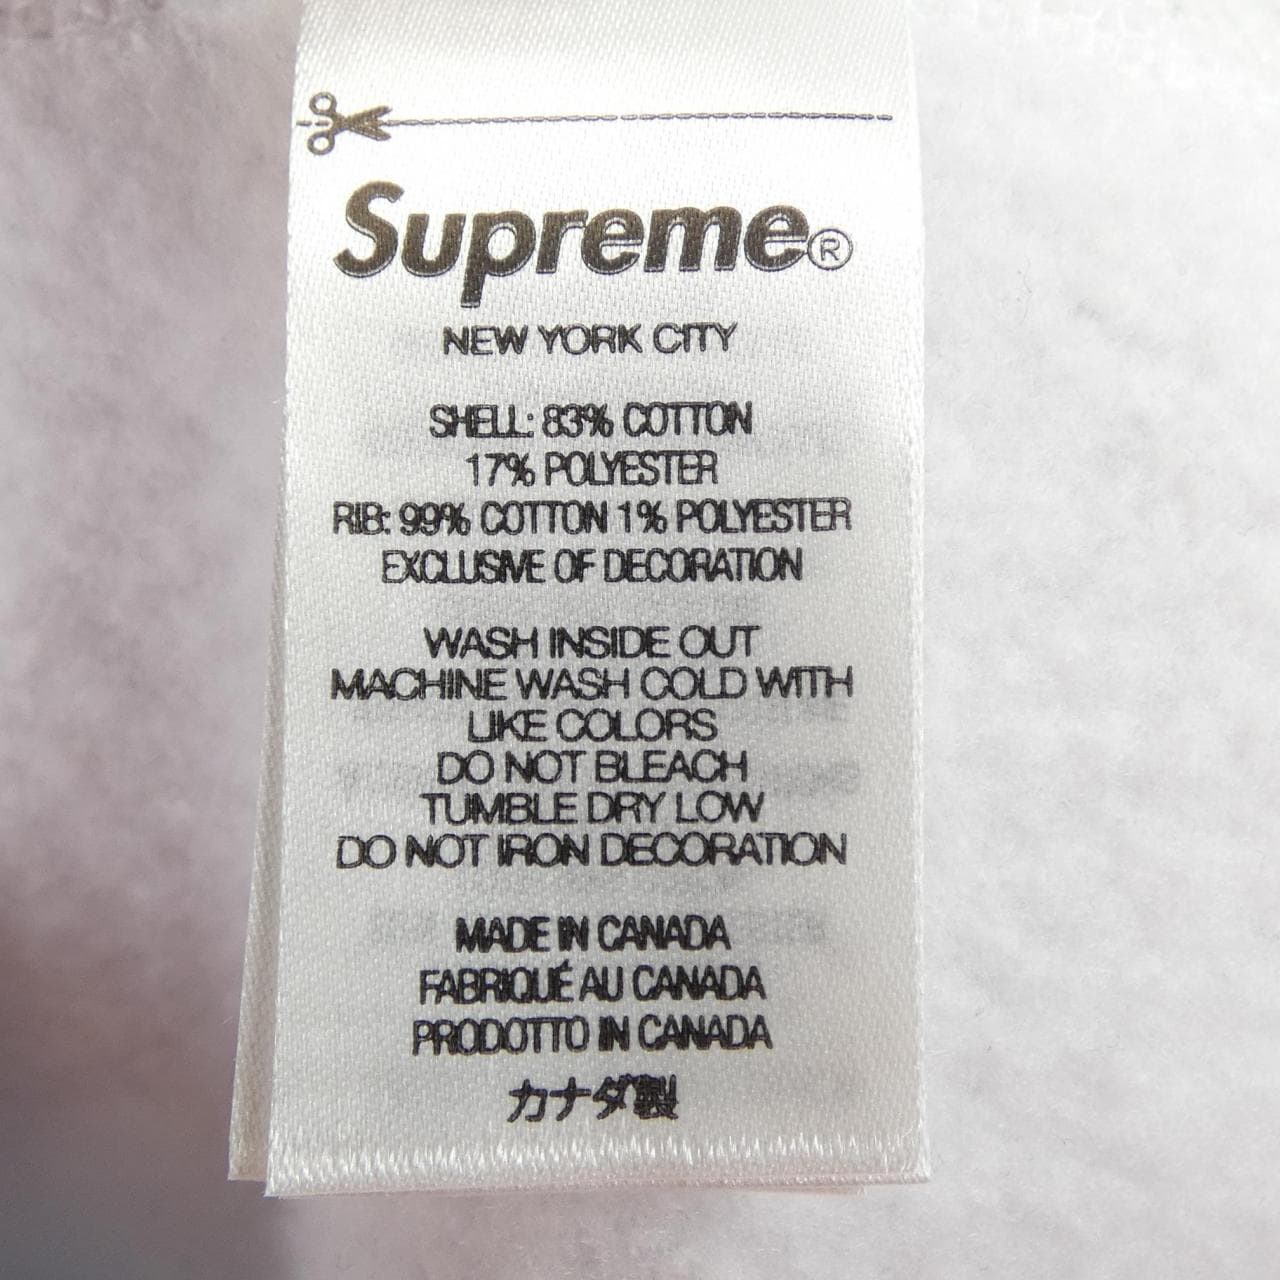 Supreme®
NEW YORK CITY
SHELL: 83% COTTON
17% POLYESTER
RIB: 99% COTTON 1% POLYESTER
EXCLUSIVE OF DECORATION
WASH INSIDE OUT
MACHINE WASH COLD WITH
LIKE COLORS
DO NOT BLEACH
TUMBLE DRY LOW
DO NOT IRON DECORATION
MADE IN CANADA
FABRIQUÉ AU CANADA
PRODOTTO IN CANADA
カナダ製